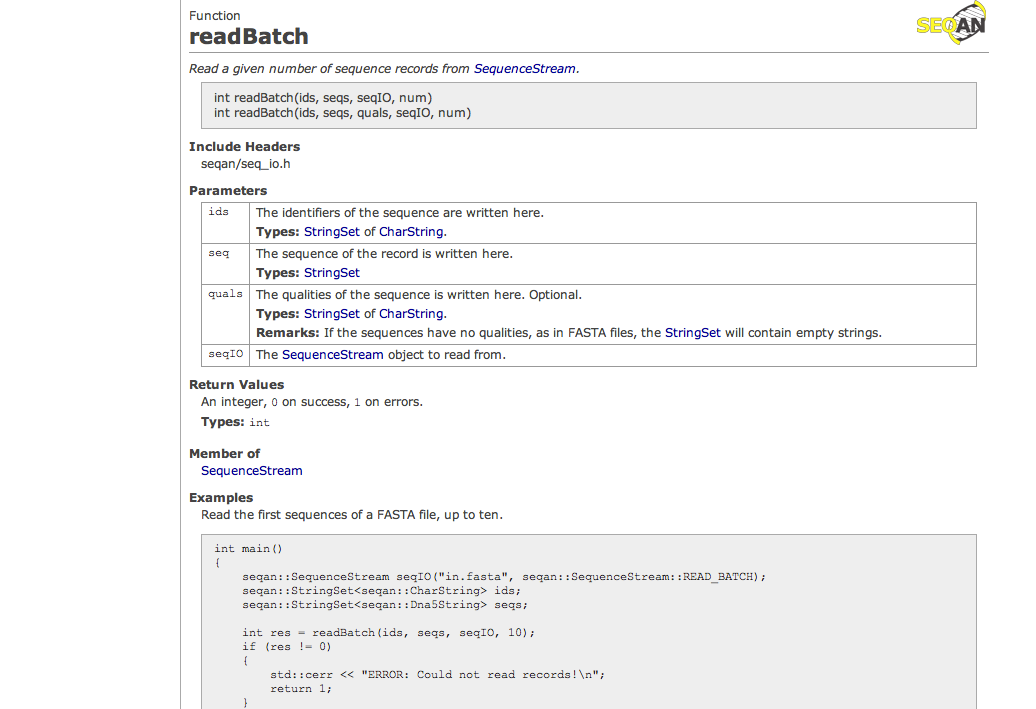 Function
SEQAN
readBatch
Read a given number of sequence records from SequenceStream.
int readBatch(ids, seqs, seqIO, num)
int readBatch(ids, seqs, quals, seqIO, num)
Include Headers
seqan/seq_io.h
Parameters
ids The identifiers of the sequence are written here.
Types: StringSet of CharString.
seq The sequence of the record is written here.
Types: StringSet
quals The qualities of the sequence is written here. Optional.
Types: StringSet of CharString.
Remarks: If the sequences have no qualities, as in FASTA files, the StringSet will contain empty strings.
seqIO The SequenceStream object to read from.
Return Values
An integer, 0 on success, 1 on errors.
Types: int
Member of
SequenceStream
Examples
Read the first sequences of a FASTA file, up to ten.
int main()
{
seqan::SequenceStream seqIO("in.fasta", seqan::SequenceStream::READ_BATCH);
seqan::StringSet<seqan::CharString> ids;
seqan::StringSet<seqan::Dna5String> seqs;
int res = readBatch(ids, seqs, seqIO, 10);
if (res != 0)
{
std::cerr << "ERROR: Could not read records!\n";
return 1;
}